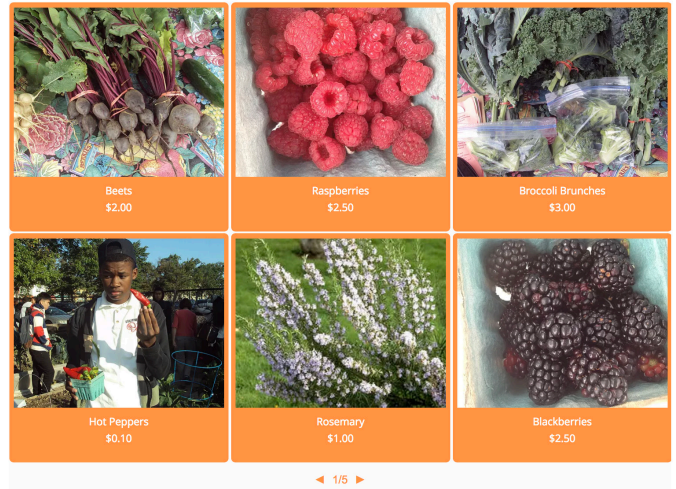 Beets
$2.00
Raspberries
$2.50
Broccoli Brunches
$3.00
Hot Peppers
$0.10
Rosemary
$1.00
Blackberries
$2.50
◄ 1/5 ►